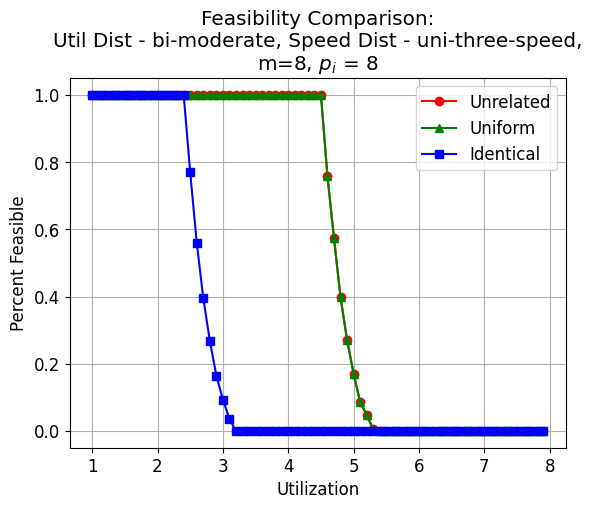 Feasibility Comparison:
Util Dist - bi-moderate, Speed Dist - uni-three-speed,
m=8, pᵢ = 8
Percent Feasible
1.0
0.8
0.6
0.4
0.2
0.0
Unrelated
Uniform
Identical
1 2 3 4 5 6 7 8
Utilization